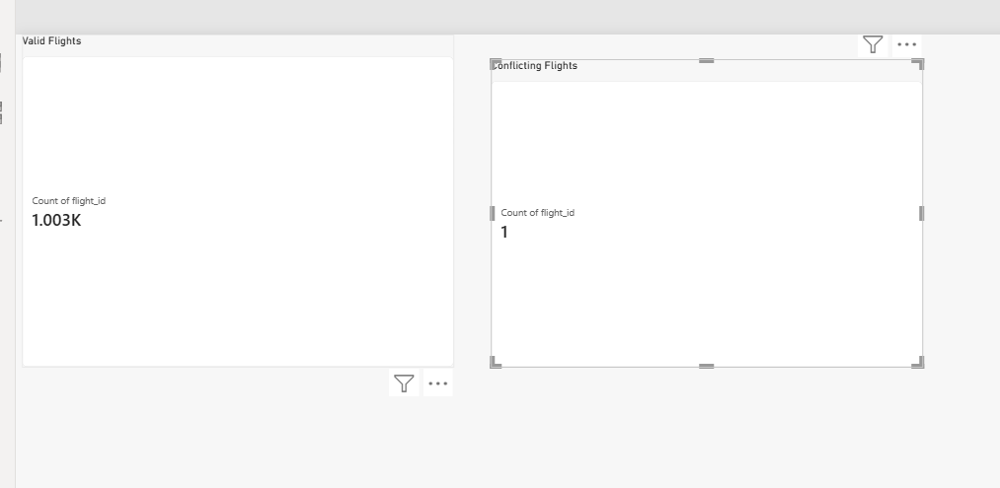 Valid Flights
Count of flight_id
1.003K
Conflicting Flights
Count of flight_id
1